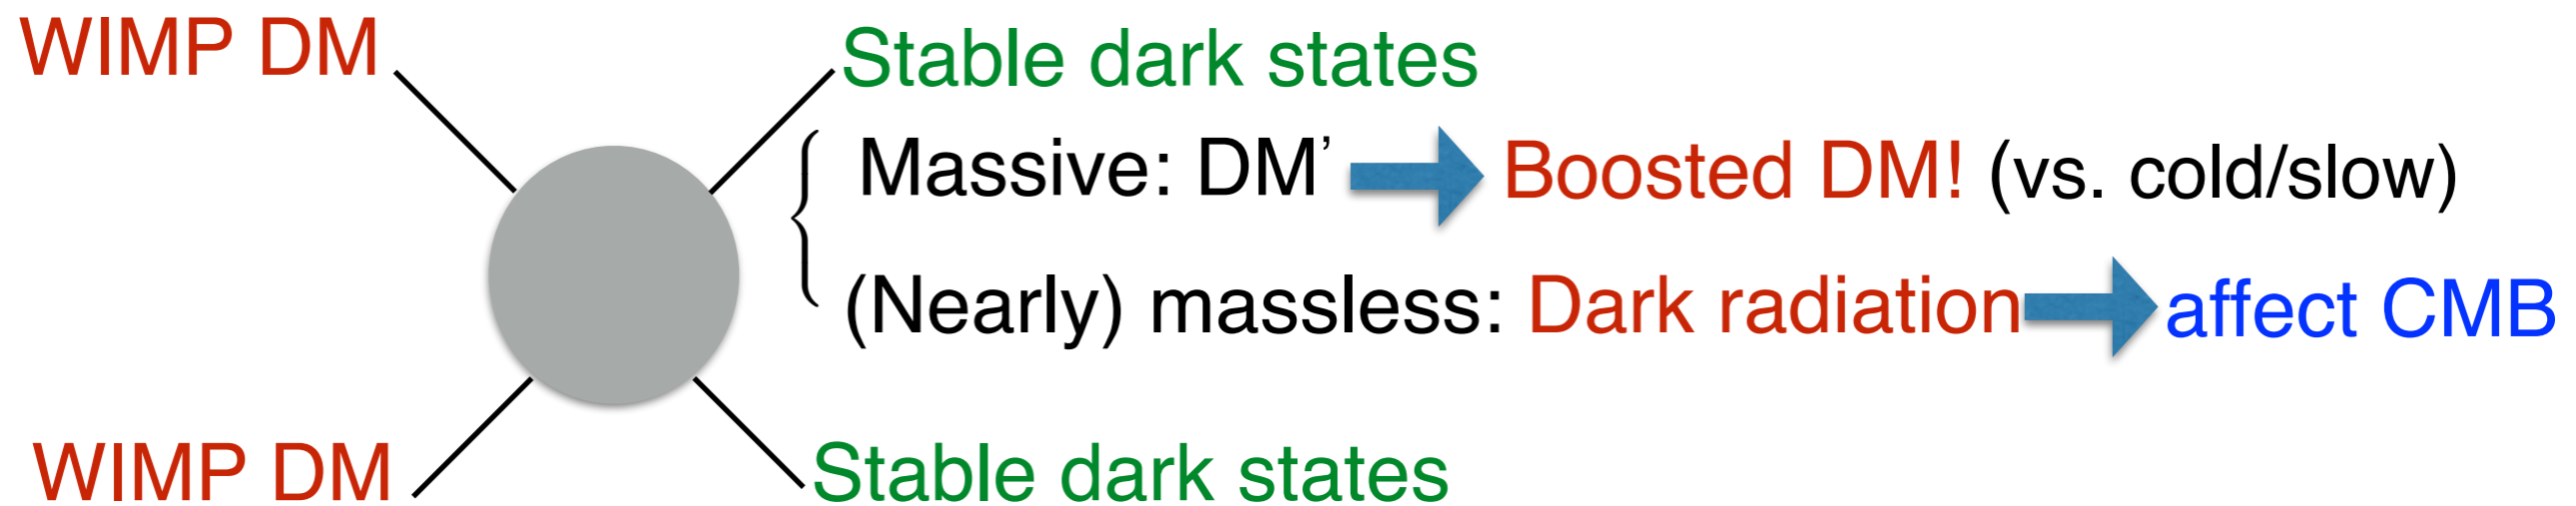 WIMP DM
Stable dark states
Massive: DM’ Boosted DM! (vs. cold/slow)
(Nearly) massless: Dark radiation affect CMB
WIMP DM
Stable dark states